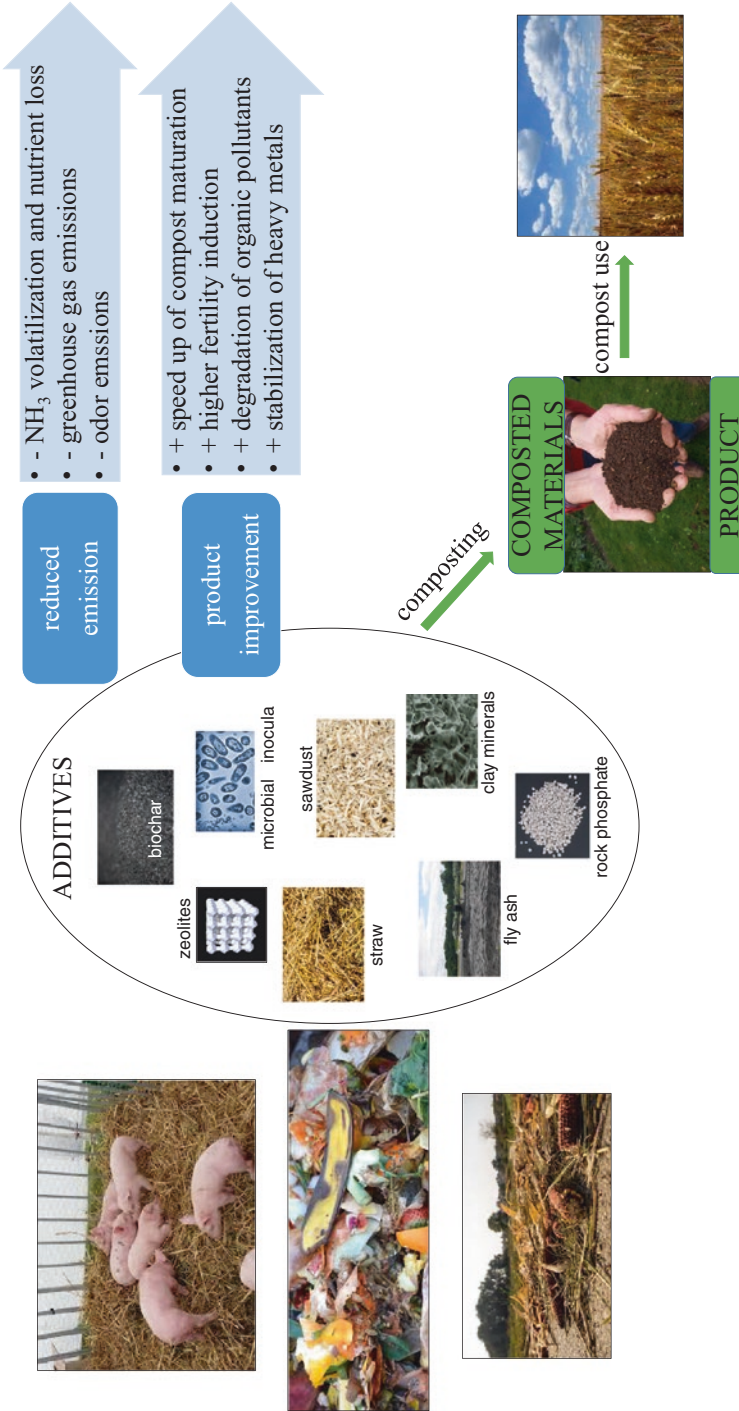 ADDITIVES
biochar
zeolites
microbial inocula
straw
sawdust
fly ash
clay minerals
rock phosphate
reduced
emission
• - NH₃ volatilization and nutrient loss
• - greenhouse gas emissions
• - odor emssions
product
improvement
• + speed up of compost maturation
• + higher fertility induction
• + degradation of organic pollutants
• + stabilization of heavy metals
composting
COMPOSTED
MATERIALS
PRODUCT
compost use